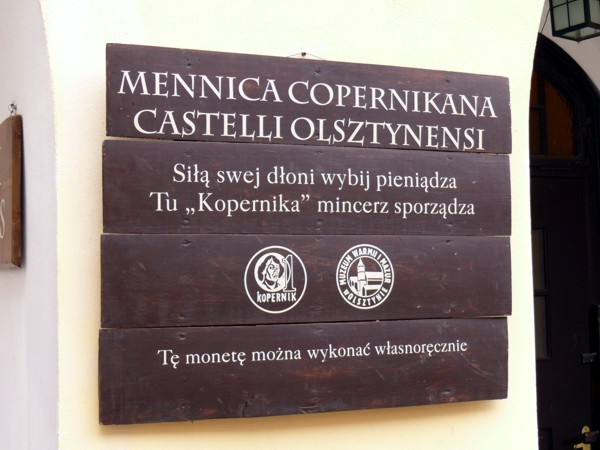 MENNICA COPERNIKANA
CASTELLI OLSZTYNENSI
Siłą swej dłoni wybij pieniądza
Tu „Kopernika” mincerz sporządza
1
KOPERNIK
MUZEUM WARMII I MAZUR
W OLSZTYNIE
Tę monetę można wykonać własnoręcznie
S